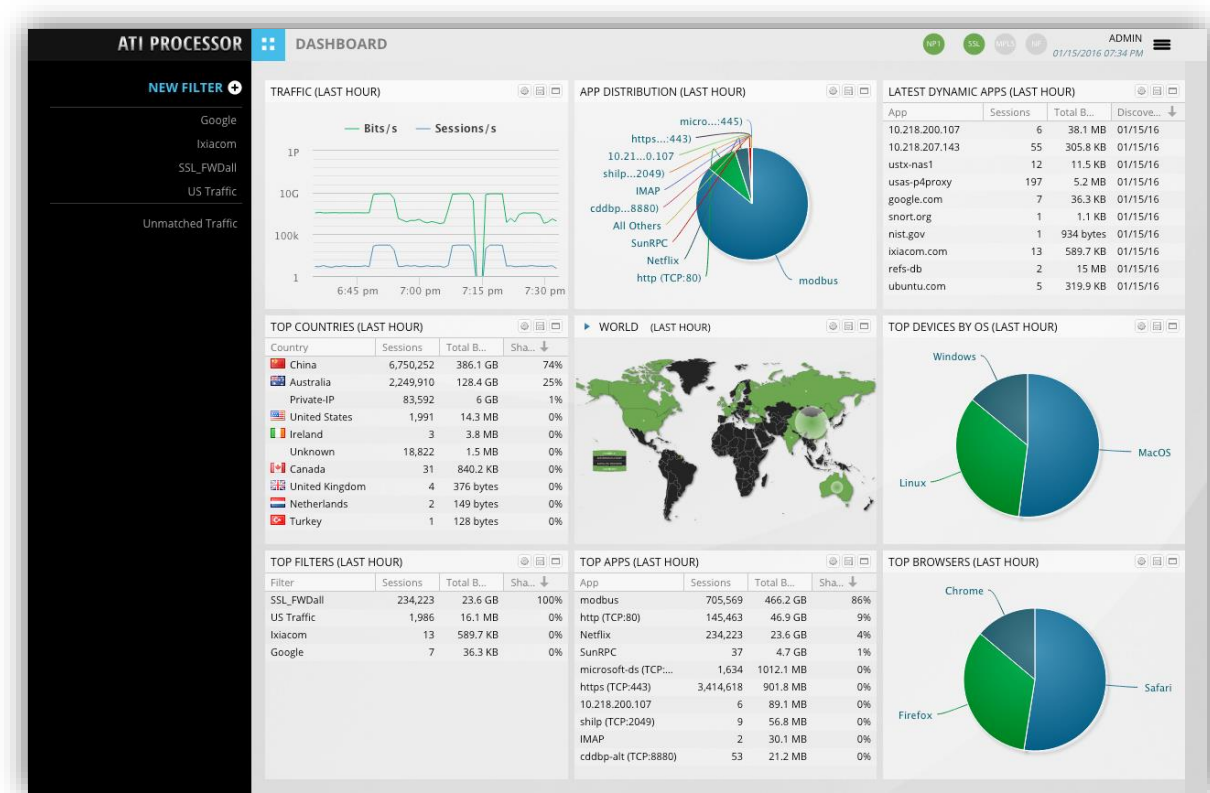 ATI PROCESSOR
DASHBOARD
NP1 SSL MPLS NF
ADMIN
01/15/2016 07:34 PM
NEW FILTER
Google
Ixiacom
SSL_FWDall
US Traffic
Unmatched Traffic
TRAFFIC (LAST HOUR)
Bits/s Sessions/s
1P
10G
100k
1
6:45 pm 7:00 pm 7:15 pm 7:30 pm
APP DISTRIBUTION (LAST HOUR)
micro...:445)
https...:443)
10.21...0.107
shilp...2049)
IMAP
cddbp...8880)
All Others
SunRPC
Netflix
http (TCP:80)
modbus
LATEST DYNAMIC APPS (LAST HOUR)
App Sessions Total B... Discove...
10.218.200.107 6 38.1 MB 01/15/16
10.218.207.143 55 305.8 KB 01/15/16
ustx-nas1 12 11.5 KB 01/15/16
usas-p4proxy 197 5.2 MB 01/15/16
google.com 7 36.3 KB 01/15/16
snort.org 1 1.1 KB 01/15/16
nist.gov 1 934 bytes 01/15/16
ixiacom.com 13 589.7 KB 01/15/16
refs-db 2 15 MB 01/15/16
ubuntu.com 5 319.9 KB 01/15/16
TOP COUNTRIES (LAST HOUR)
Country Sessions Total B... Sha...
China 6,750,252 386.1 GB 74%
Australia 2,249,910 128.4 GB 25%
Private-IP 83,592 6 GB 1%
United States 1,991 14.3 MB 0%
Ireland 3 3.8 MB 0%
Unknown 18,822 1.5 MB 0%
Canada 31 840.2 KB 0%
United Kingdom 4 376 bytes 0%
Netherlands 2 149 bytes 0%
Turkey 1 128 bytes 0%
WORLD (LAST HOUR)
TOP DEVICES BY OS (LAST HOUR)
Windows
MacOS
Linux
TOP FILTERS (LAST HOUR)
Filter Sessions Total B... Sha...
SSL_FWDall 234,223 23.6 GB 100%
US Traffic 1,986 16.1 MB 0%
Ixiacom 13 589.7 KB 0%
Google 7 36.3 KB 0%
TOP APPS (LAST HOUR)
App Sessions Total B... Sha...
modbus 705,569 466.2 GB 86%
http (TCP:80) 145,463 46.9 GB 9%
Netflix 234,223 23.6 GB 4%
SunRPC 37 4.7 GB 1%
microsoft-ds (TCP:... 1,634 1012.1 MB 0%
https (TCP:443) 3,414,618 901.8 MB 0%
10.218.200.107 6 89.1 MB 0%
shilp (TCP:2049) 9 56.8 MB 0%
IMAP 2 30.1 MB 0%
cddbp-alt (TCP:8880) 53 21.2 MB 0%
TOP BROWSERS (LAST HOUR)
Chrome
Safari
Firefox